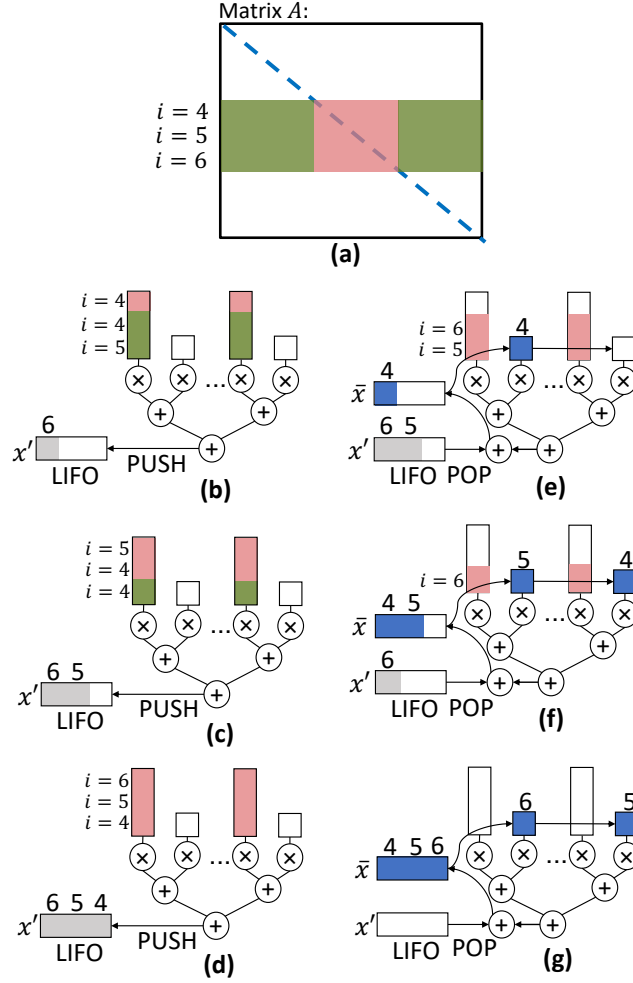 Matrix A:
i = 4
i = 5
i = 6
(a)
i = 4
i = 4
i = 5
× × ... × ×
+ +
6
+
x′
PUSH
LIFO
(b)
4
i = 6
i = 5
4
× × ... × ×
x̄
+ +
6 5
x′
+ +
LIFO POP
(e)
i = 5
i = 4
i = 4
× × ... × ×
+ +
6 5
+
x′
PUSH
LIFO
(c)
5 4
i = 6
4 5
× × ... × ×
x̄
+ +
6
x′
+ +
LIFO POP
(f)
i = 6
i = 5
i = 4
× × ... × ×
+ +
6 5 4
+
x′
PUSH
LIFO
(d)
6 5
4 5 6
× × ... × ×
x̄
+ +
x′
+ +
LIFO POP
(g)